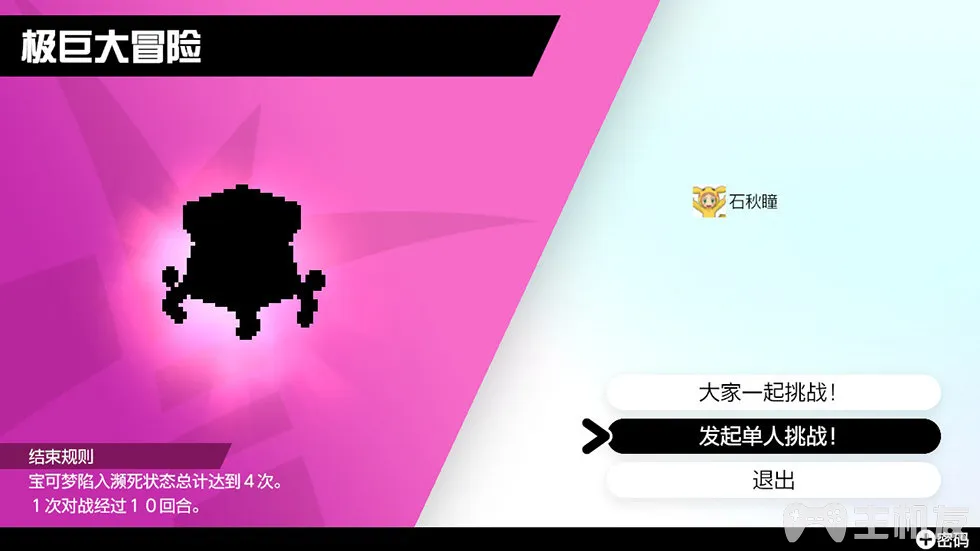 极巨大冒险
石秋瞳
大家一起挑战！
发起单人挑战！
退出
结束规则
宝可梦陷入濒死状态总计达到４次。
１次对战经过１０回合。
主机友
密码